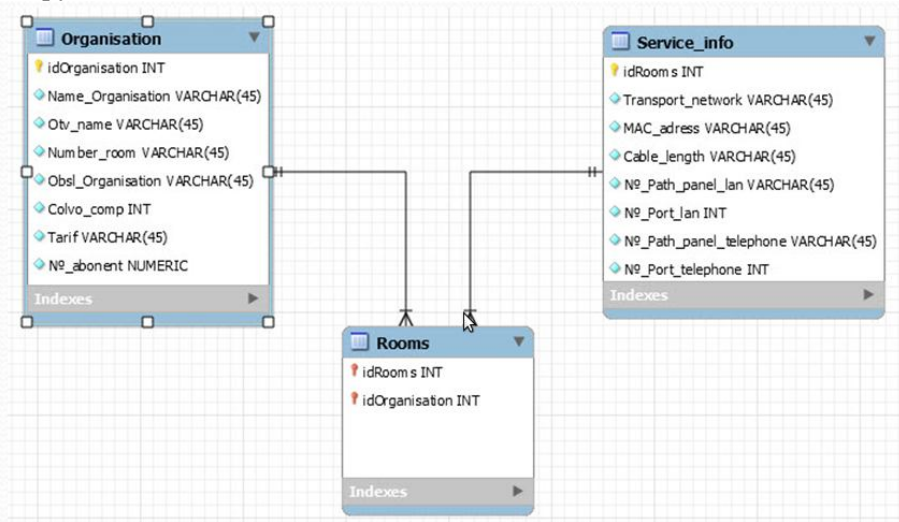 Organisation
idOrganisation INT
Name_Organisation VARCHAR(45)
Otv_name VARCHAR(45)
Number_room VARCHAR(45)
Obsl_Organisation VARCHAR(45)
Colvo_comp INT
Tarif VARCHAR(45)
Nº_abonent NUMERIC
Indexes
Service_info
idRooms INT
Transport_network VARCHAR(45)
MAC_adress VARCHAR(45)
Cable_length VARCHAR(45)
Nº_Path_panel_lan VARCHAR(45)
Nº_Port_lan INT
Nº_Path_panel_telephone VARCHAR(45)
Nº_Port_telephone INT
Indexes
Rooms
idRooms INT
idOrganisation INT
Indexes